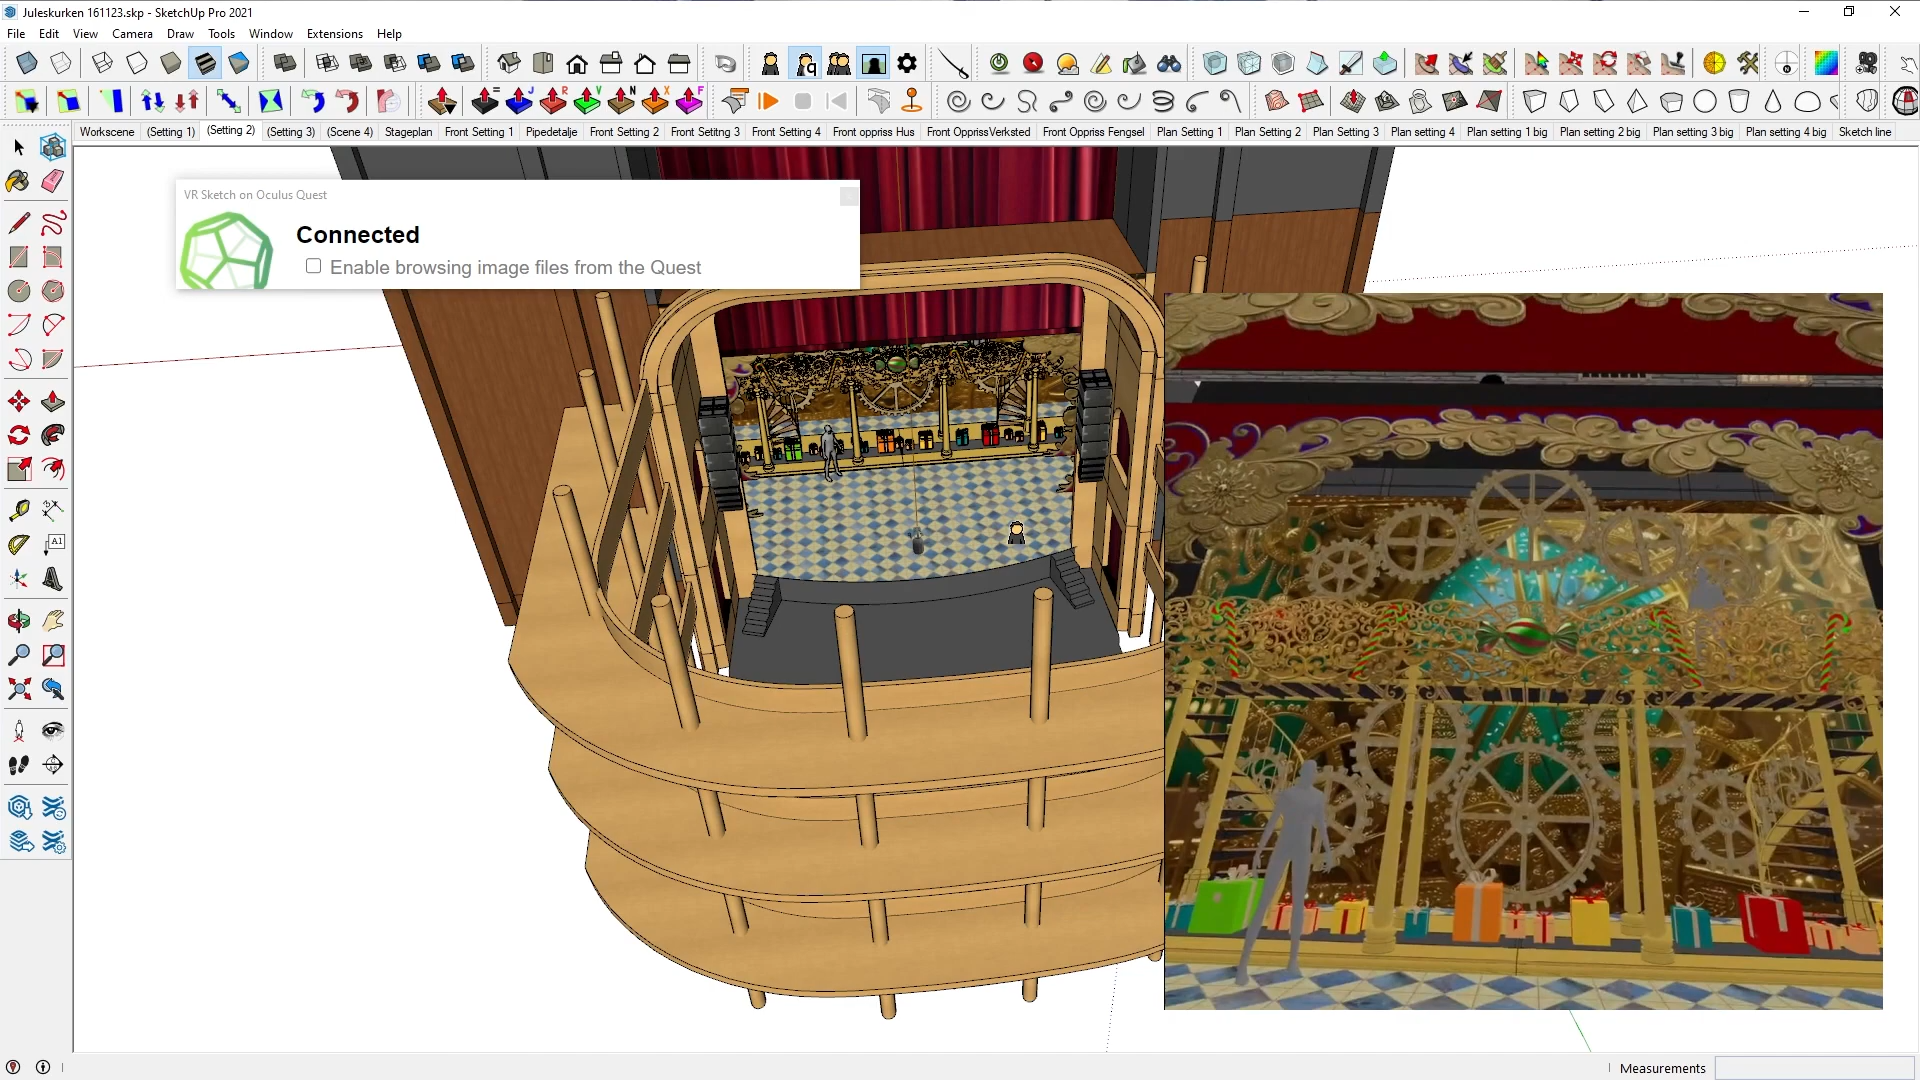 Juleskurken 161123.skp - SketchUp Pro 2021
File Edit View Camera Draw Tools Window Extensions Help
q
= J R V N X F
Workscene (Setting 1) (Setting 2) (Setting 3) (Scene 4) Stageplan Front Setting 1 Pipedetalje Front Setting 2 Front Setting 3 Front Setting 4 Front oppriss Hus Front OpprissVerksted Front Oppriss Fengsel Plan Setting 1 Plan Setting 2 Plan Setting 3 Plan setting 4 Plan setting 1 big Plan setting 2 big Plan setting 3 big Plan setting 4 big Sketch line
VR Sketch on Oculus Quest
Connected
Enable browsing image files from the Quest
A1
Measurements